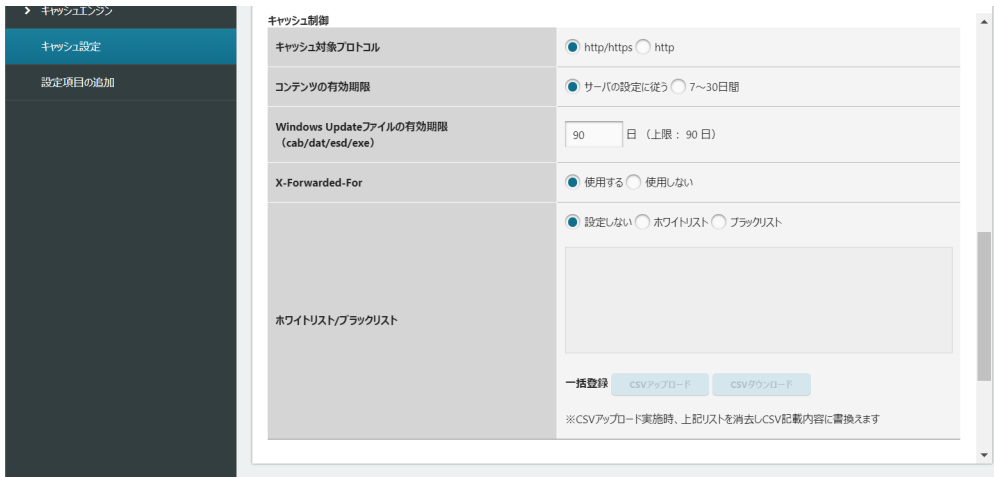 キャッシュエンジン
キャッシュ設定
設定項目の追加
キャッシュ制御
キャッシュ対象プロトコル
http/https http
コンテンツの有効期限
サーバの設定に従う 7～30日間
Windows Updateファイルの有効期限
（cab/dat/esd/exe）
90 日 （上限： 90 日）
X-Forwarded-For
使用する 使用しない
ホワイトリスト/ブラックリスト
設定しない ホワイトリスト ブラックリスト
一括登録 CSVアップロード CSVダウンロード
※CSVアップロード実施時、上記リストを消去しCSV記載内容に書換えます